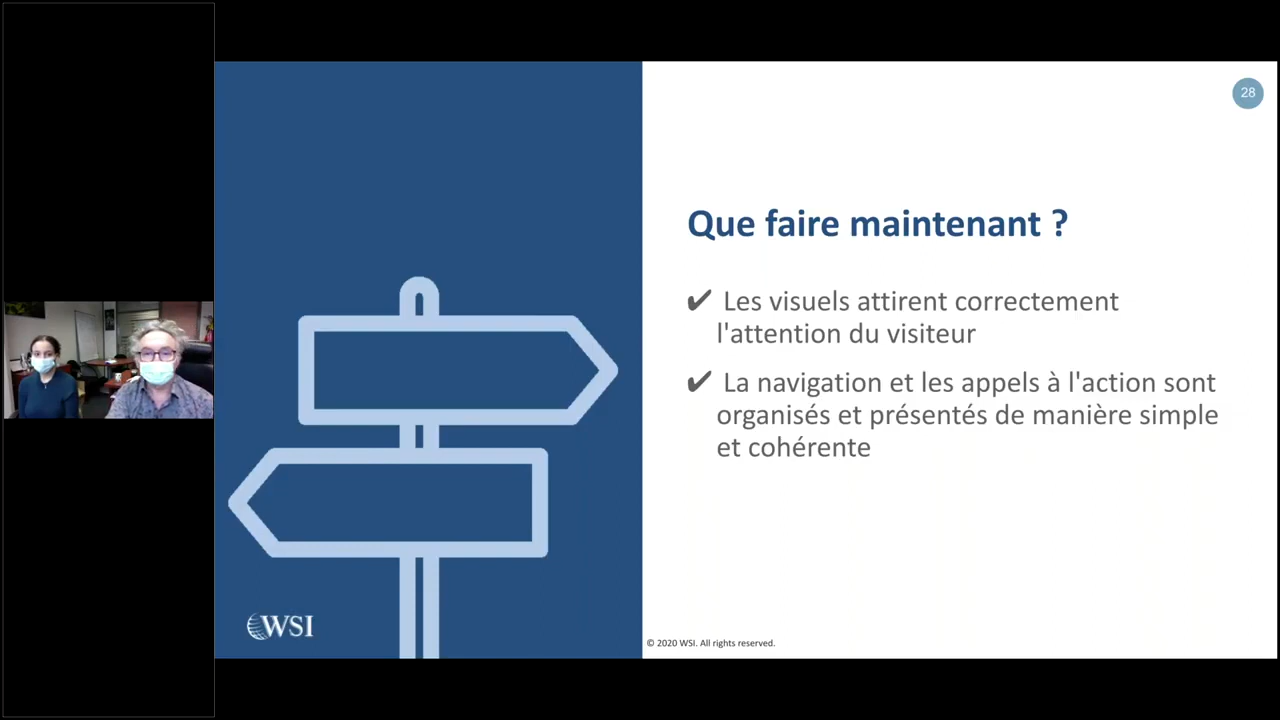 28
Que faire maintenant ?
✔ Les visuels attirent correctement
l'attention du visiteur
✔ La navigation et les appels à l'action sont
organisés et présentés de manière simple
et cohérente
WSI
© 2020 WSI. All rights reserved.